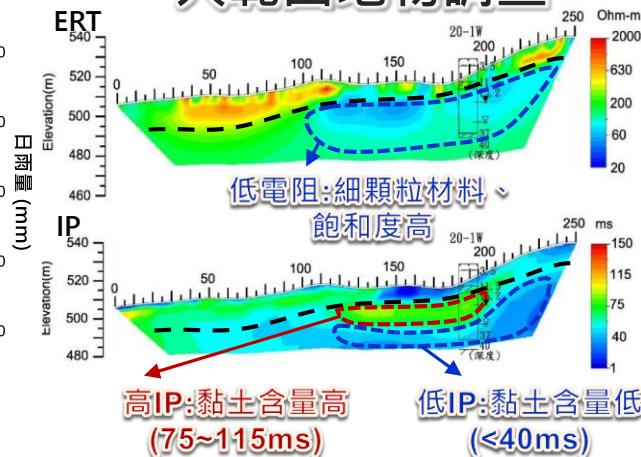 ERT
Ohm-m
540
520
500
480
460
Elevation(m)
0
50
100
150
200
250
20-1W
37
40
(深度)
2000
630
200
60
20
日雨量 (mm)
低電阻:細顆粒材料、
飽和度高
IP
ms
540
520
500
480
Elevation(m)
0
50
100
150
200
250
20-1W
37
40
(深度)
150
115
75
40
1
高IP:黏土含量高
(75~115ms)
低IP:黏土含量低
(<40ms)